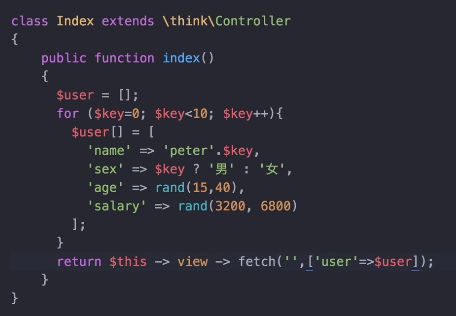 class Index extends \think\Controller
{
    public function index()
    {
      $user = [];
      for ($key=0; $key<10; $key++){
        $user[] = [
          'name' => 'peter'.$key,
          'sex' => $key ? '男' : '女',
          'age' => rand(15,40),
          'salary' => rand(3200, 6800)
        ];
      }
      return $this -> view -> fetch('',['user'=>$user]);
    }
}